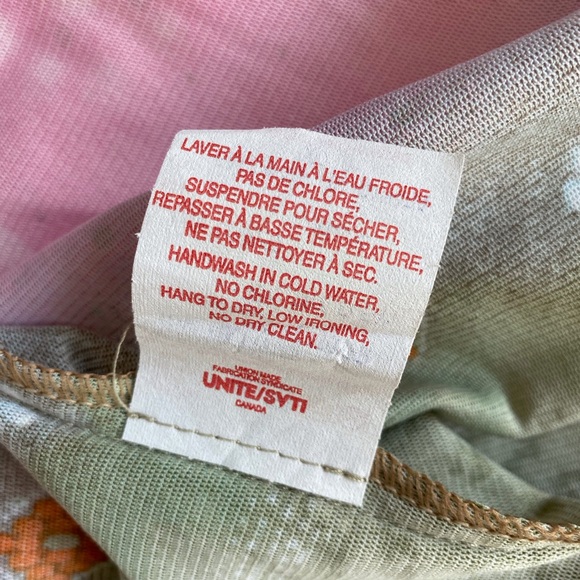 LAVER À LA MAIN À L'EAU FROIDE,
PAS DE CHLORE,
SUSPENDRE POUR SÉCHER,
REPASSER À BASSE TEMPÉRATURE,
NE PAS NETTOYER À SEC.
HANDWASH IN COLD WATER,
NO CHLORINE,
HANG TO DRY, LOW IRONING,
NO DRY CLEAN.
UNION MADE
FABRICATION SYNDICATE
UNITE/SVTI
CANADA